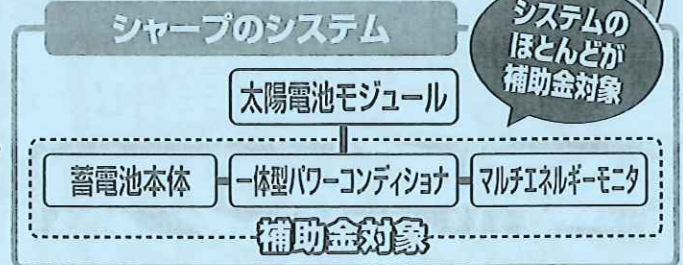 シャープのシステム
システムの
ほとんどが
補助金対象
太陽電池モジュール
蓄電池本体
一体型パワーコンディショナ
マルチエネルギーモニタ
補助金対象